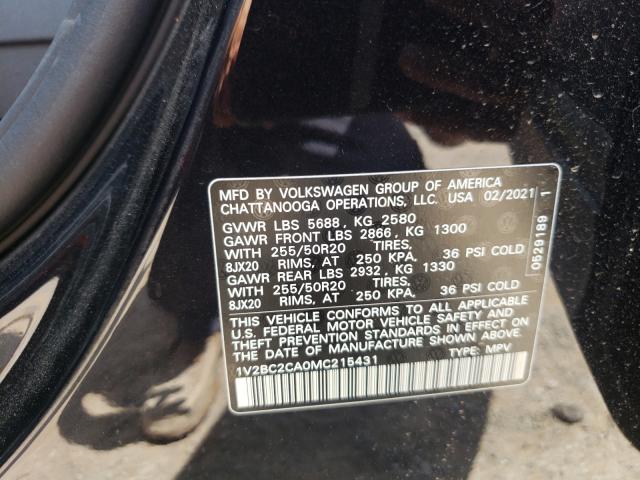 MFD BY VOLKSWAGEN GROUP OF AMERICA
CHATTANOOGA OPERATIONS, LLC. USA 02/2021
GVWR LBS 5688, KG 2580
GAWR FRONT LBS 2866, KG 1300
WITH 255/50R20 TIRES,
8JX20 RIMS, AT 250 KPA. 36 PSI COLD
GAWR REAR LBS 2932, KG 1330
WITH 255/50R20 TIRES,
8JX20 RIMS, AT 250 KPA. 36 PSI COLD
THIS VEHICLE CONFORMS TO ALL APPLICABLE
U.S. FEDERAL MOTOR VEHICLE SAFETY AND
THEFT PREVENTION STANDARDS IN EFFECT ON
THE DATE OF MANUFACTURE SHOWN ABOVE.
1V2BC2CA0MC215431 TYPE: MPV
0529189 1